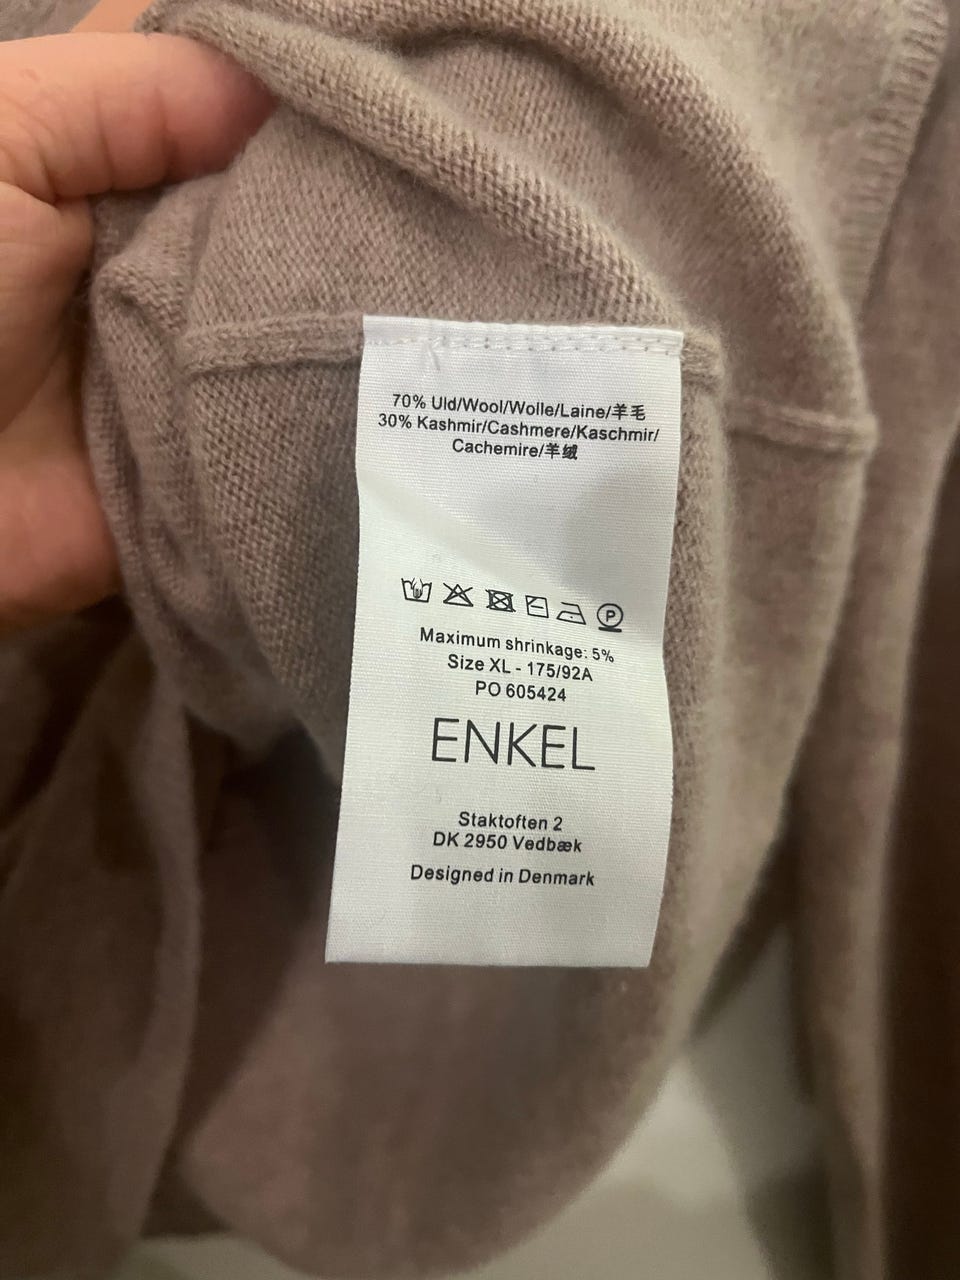 70% Uld/Wool/Wolle/Laine/羊毛
30% Kashmir/Cashmere/Kaschmir/
Cachemire/羊绒
P
Maximum shrinkage: 5%
Size XL - 175/92A
PO 605424
ENKEL
Staktoften 2
DK 2950 Vedbæk
Designed in Denmark